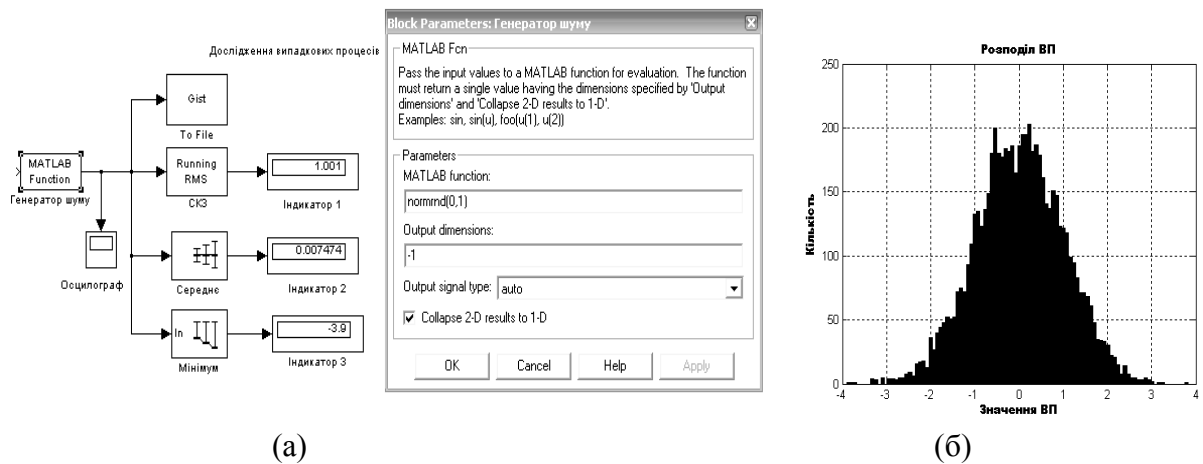 Дослідження випадкових процесів
Gist
To File
MATLAB
Function
Генератор шуму
Running
RMS
СКЗ
1.001
Індикатор 1
Осцилограф
Середнє
0.007474
Індикатор 2
In
Мінімум
-3.9
Індикатор 3
Block Parameters: Генератор шуму
MATLAB Fcn
Pass the input values to a MATLAB function for evaluation. The function
must return a single value having the dimensions specified by 'Output
dimensions' and 'Collapse 2-D results to 1-D'.
Examples: sin, sin(u), foo(u(1), u(2))
Parameters
MATLAB function:
normrnd(0,1)
Output dimensions:
-1
Output signal type: auto
Collapse 2-D results to 1-D
OK Cancel Help Apply
(а)
Розподіл ВП
250
200
150
100
50
0
Кількість
-4 -3 -2 -1 0 1 2 3 4
Значення ВП
(б)